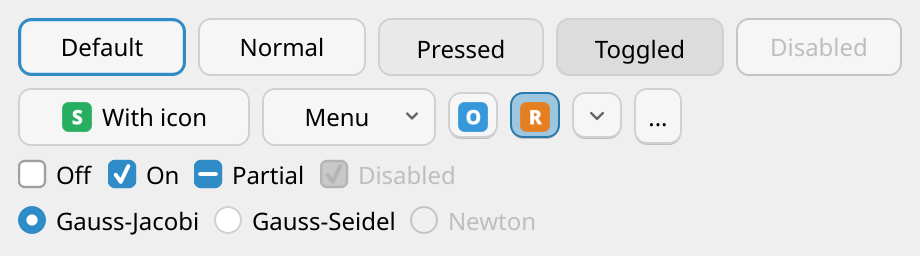 Default Normal Pressed Toggled Disabled
S With icon Menu O R ...
Off On Partial Disabled
Gauss-Jacobi Gauss-Seidel Newton